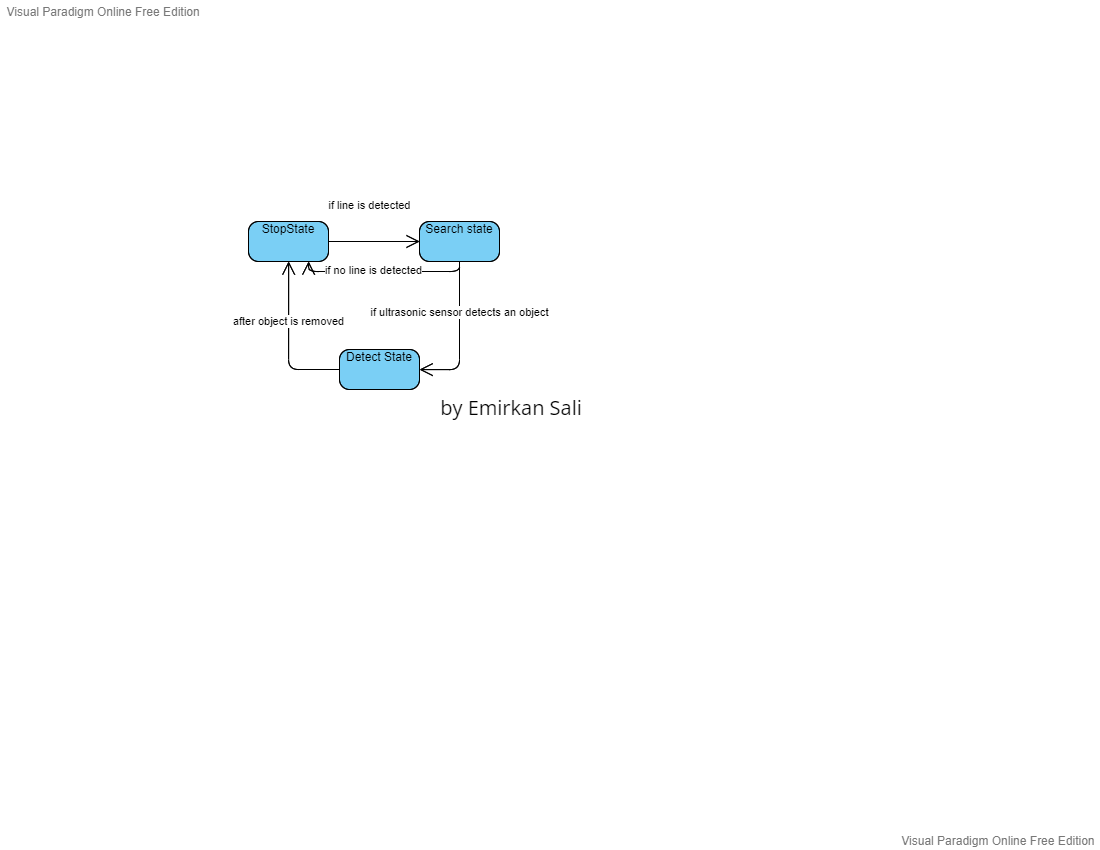 Visual Paradigm Online Free Edition
if line is detected
StopState
Search state
if no line is detected
if ultrasonic sensor detects an object
after object is removed
Detect State
by Emirkan Sali
Visual Paradigm Online Free Edition